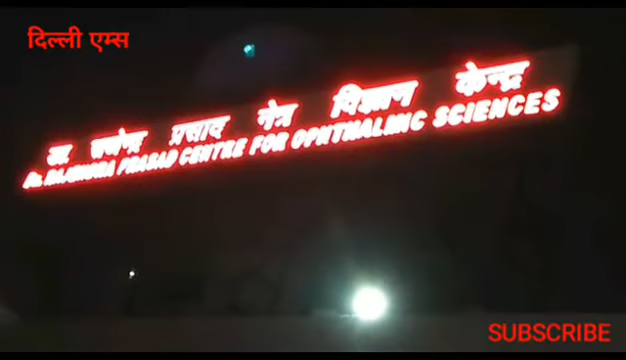 दिल्ली एम्स
डा. राजेन्द्र प्रसाद नेत्र विज्ञान केन्द्र
Dr. RAJENDRA PRASAD CENTRE FOR OPHTHALMIC SCIENCES
SUBSCRIBE